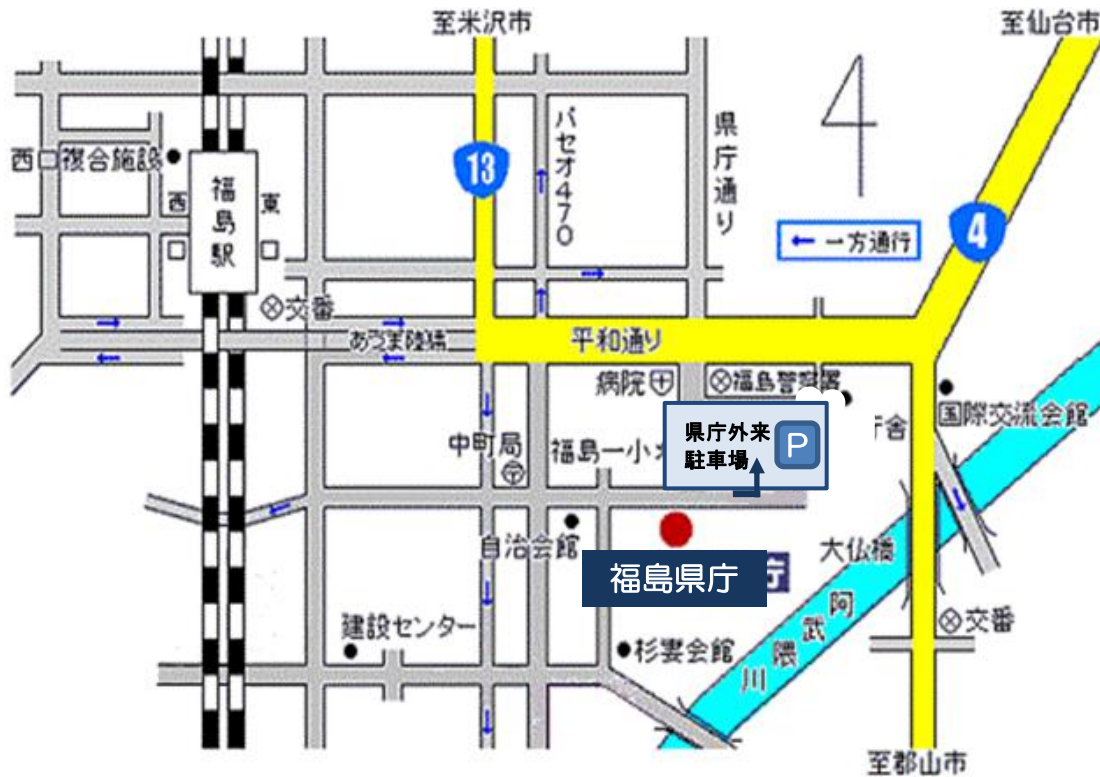 至米沢市
至仙台市
13
パセオ470
県庁通り
西口複合施設
福島駅
西口
東口
4
← 一方通行
交番
あづま陸橋
平和通り
病院
福島警察署
県庁外来
駐車場
P
庁舎
国際交流会館
中町局
福島一小
自治会館
福島県庁
庁
大仏橋
阿武隈川
建設センター
杉妻会館
交番
至郡山市